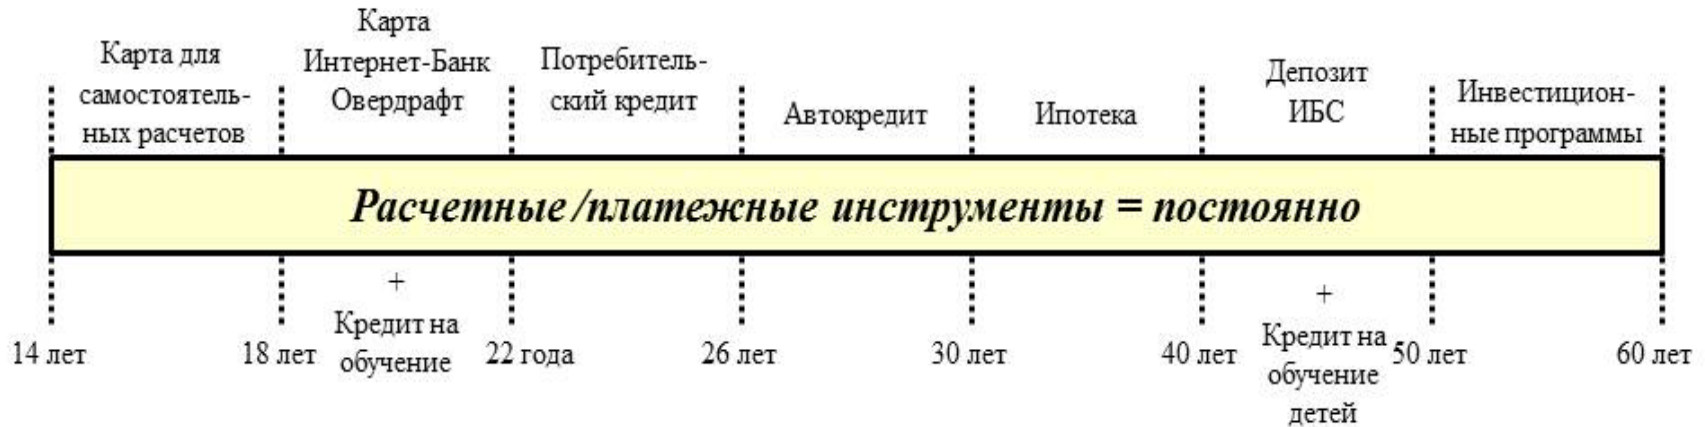 Карта для
самостоятель-
ных расчетов
Карта
Интернет-Банк
Овердрафт
Потребитель-
ский кредит
Автокредит
Ипотека
Депозит
ИБС
Инвестицион-
ные программы
Расчетные/платежные инструменты = постоянно
14 лет
18 лет
+
Кредит на
обучение
22 года
26 лет
30 лет
40 лет
+
Кредит на
обучение
детей
50 лет
60 лет